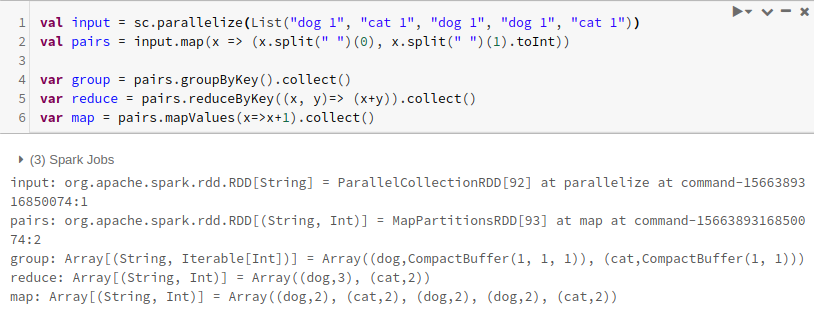 1 val input = sc.parallelize(List("dog 1", "cat 1", "dog 1", "dog 1", "cat 1"))
2 val pairs = input.map(x => (x.split(" ")(0), x.split(" ")(1).toInt))
3
4 var group = pairs.groupByKey().collect()
5 var reduce = pairs.reduceByKey((x, y)=> (x+y)).collect()
6 var map = pairs.mapValues(x=>x+1).collect()
(3) Spark Jobs
input: org.apache.spark.rdd.RDD[String] = ParallelCollectionRDD[92] at parallelize at command-15663893
16850074:1
pairs: org.apache.spark.rdd.RDD[(String, Int)] = MapPartitionsRDD[93] at map at command-15663893168500
74:2
group: Array[(String, Iterable[Int])] = Array((dog,CompactBuffer(1, 1, 1)), (cat,CompactBuffer(1, 1)))
reduce: Array[(String, Int)] = Array((dog,3), (cat,2))
map: Array[(String, Int)] = Array((dog,2), (cat,2), (dog,2), (dog,2), (cat,2))